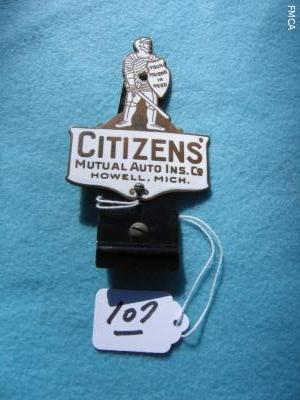 FMCA
YOUR
FRIEND
IN
NEED
CITIZENS'
MUTUAL AUTO INS. CO
HOWELL, MICH.
107